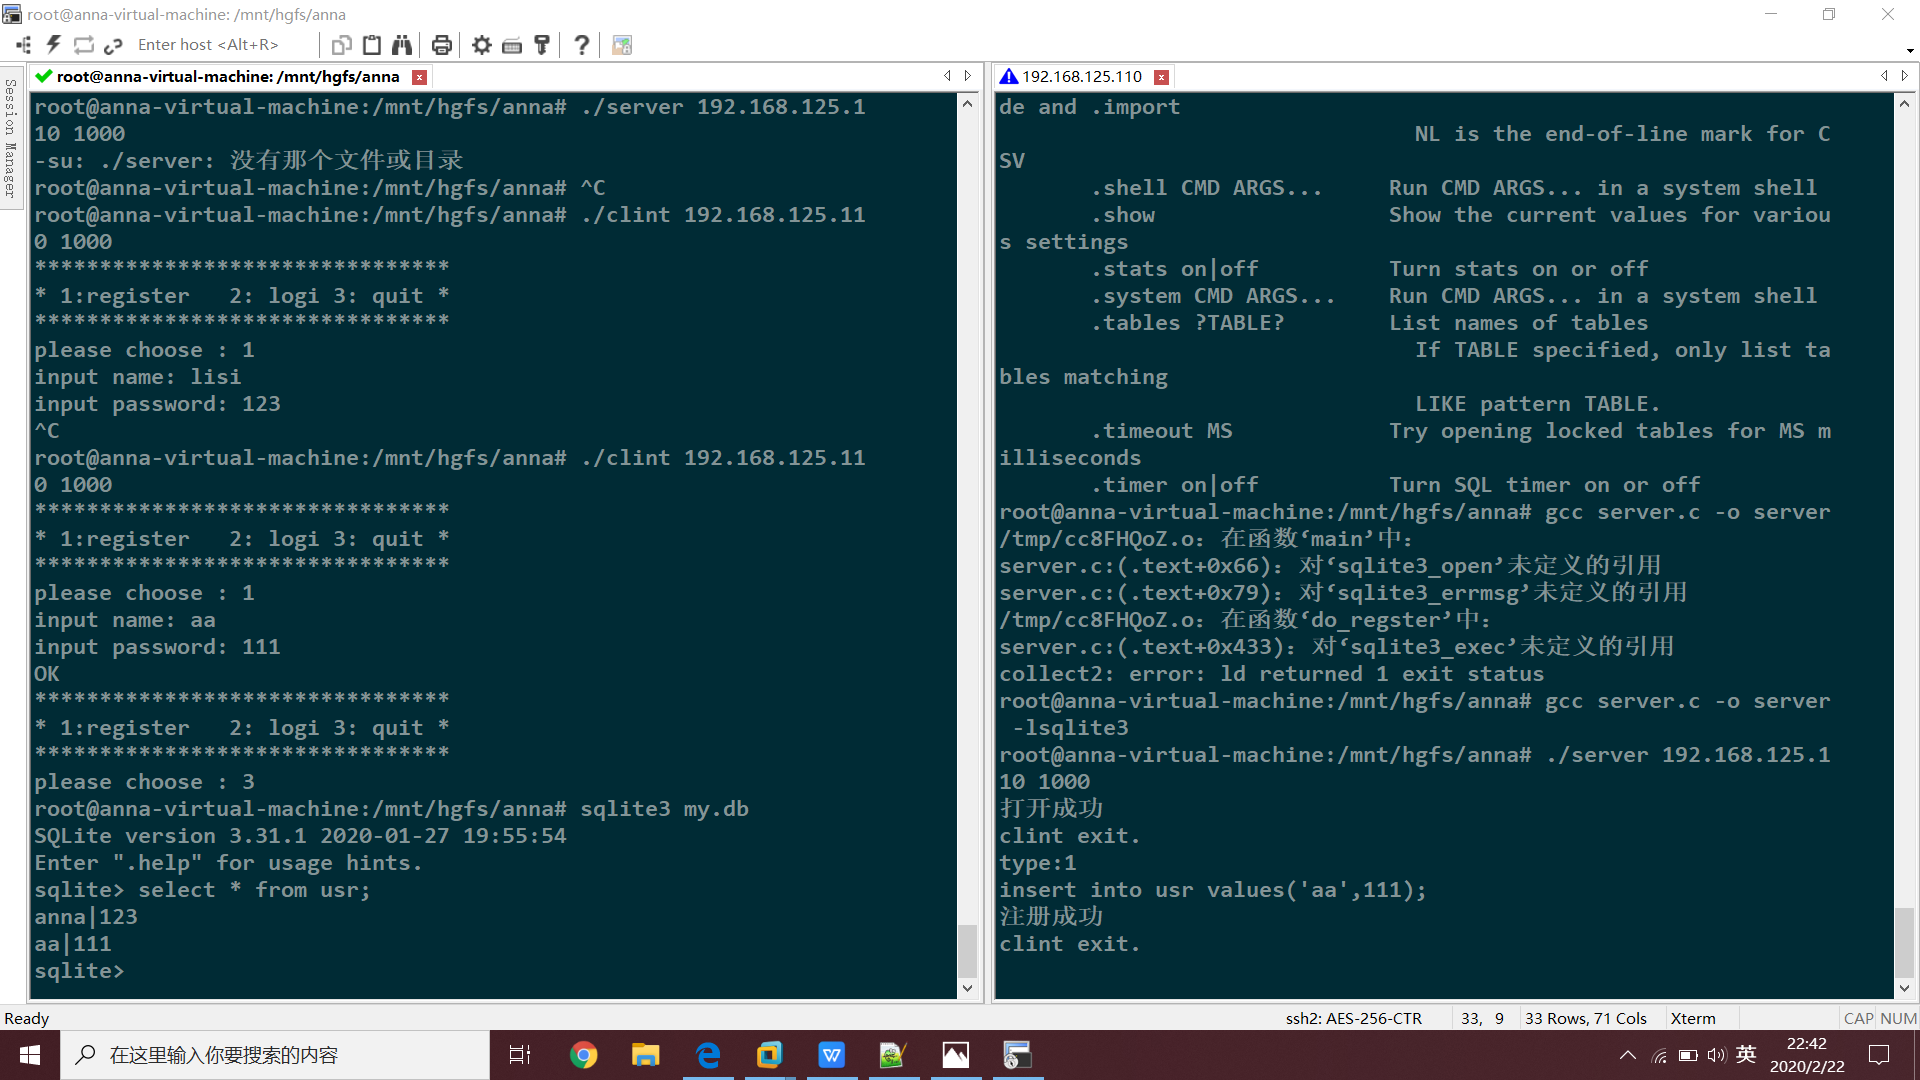 root@anna-virtual-machine: /mnt/hgfs/anna
Enter host <Alt+R>
Session Manager
root@anna-virtual-machine: /mnt/hgfs/anna
root@anna-virtual-machine:/mnt/hgfs/anna# ./server 192.168.125.1
10 1000
-su: ./server: 没有那个文件或目录
root@anna-virtual-machine:/mnt/hgfs/anna# ^C
root@anna-virtual-machine:/mnt/hgfs/anna# ./clint 192.168.125.11
0 1000
********************************
* 1:register   2: logi 3: quit *
********************************
please choose : 1
input name: lisi
input password: 123
^C
root@anna-virtual-machine:/mnt/hgfs/anna# ./clint 192.168.125.11
0 1000
********************************
* 1:register   2: logi 3: quit *
********************************
please choose : 1
input name: aa
input password: 111
OK
********************************
* 1:register   2: logi 3: quit *
********************************
please choose : 3
root@anna-virtual-machine:/mnt/hgfs/anna# sqlite3 my.db
SQLite version 3.31.1 2020-01-27 19:55:54
Enter ".help" for usage hints.
sqlite> select * from usr;
anna|123
aa|111
sqlite>
192.168.125.110
de and .import
NL is the end-of-line mark for C
SV
.shell CMD ARGS...     Run CMD ARGS... in a system shell
.show                  Show the current values for variou
s settings
.stats on|off          Turn stats on or off
.system CMD ARGS...    Run CMD ARGS... in a system shell
.tables ?TABLE?        List names of tables
If TABLE specified, only list ta
bles matching
LIKE pattern TABLE.
.timeout MS            Try opening locked tables for MS m
illiseconds
.timer on|off          Turn SQL timer on or off
root@anna-virtual-machine:/mnt/hgfs/anna# gcc server.c -o server
/tmp/cc8FHQoZ.o：在函数‘main’中：
server.c:(.text+0x66)：对‘sqlite3_open’未定义的引用
server.c:(.text+0x79)：对‘sqlite3_errmsg’未定义的引用
/tmp/cc8FHQoZ.o：在函数‘do_regster’中：
server.c:(.text+0x433)：对‘sqlite3_exec’未定义的引用
collect2: error: ld returned 1 exit status
root@anna-virtual-machine:/mnt/hgfs/anna# gcc server.c -o server
-lsqlite3
root@anna-virtual-machine:/mnt/hgfs/anna# ./server 192.168.125.1
10 1000
打开成功
clint exit.
type:1
insert into usr values('aa',111);
注册成功
clint exit.
Ready
ssh2: AES-256-CTR
33,  9
33 Rows, 71 Cols
Xterm
CAP NUM
在这里输入你要搜索的内容
英
22:42
2020/2/22